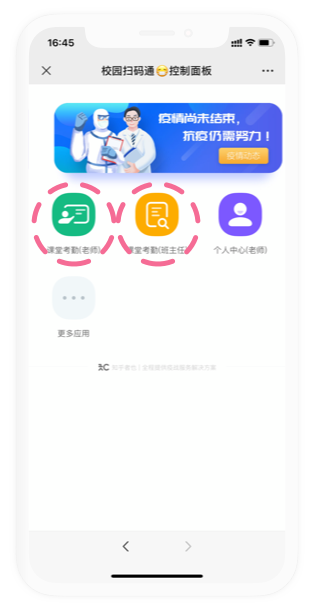 16:45
校园扫码通😷控制面板
疫情尚未结束，
抗疫仍需努力！
疫情动态
课堂考勤(老师)
课堂考勤(班主任)
个人中心(老师)
更多应用